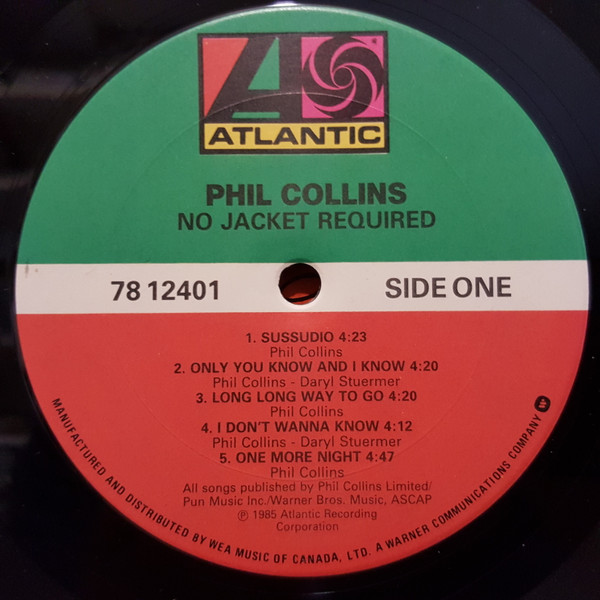 ATLANTIC
PHIL COLLINS
NO JACKET REQUIRED
78 12401
SIDE ONE
1. SUSSUDIO 4:23
Phil Collins
2. ONLY YOU KNOW AND I KNOW 4:20
Phil Collins - Daryl Stuermer
3. LONG LONG WAY TO GO 4:20
Phil Collins
4. I DON'T WANNA KNOW 4:12
Phil Collins - Daryl Stuermer
5. ONE MORE NIGHT 4:47
Phil Collins
All songs published by Phil Collins Limited/
Pun Music Inc./Warner Bros. Music, ASCAP
℗ 1985 Atlantic Recording
Corporation
MANUFACTURED AND DISTRIBUTED BY WEA MUSIC OF CANADA, LTD. A WARNER COMMUNICATIONS COMPANY